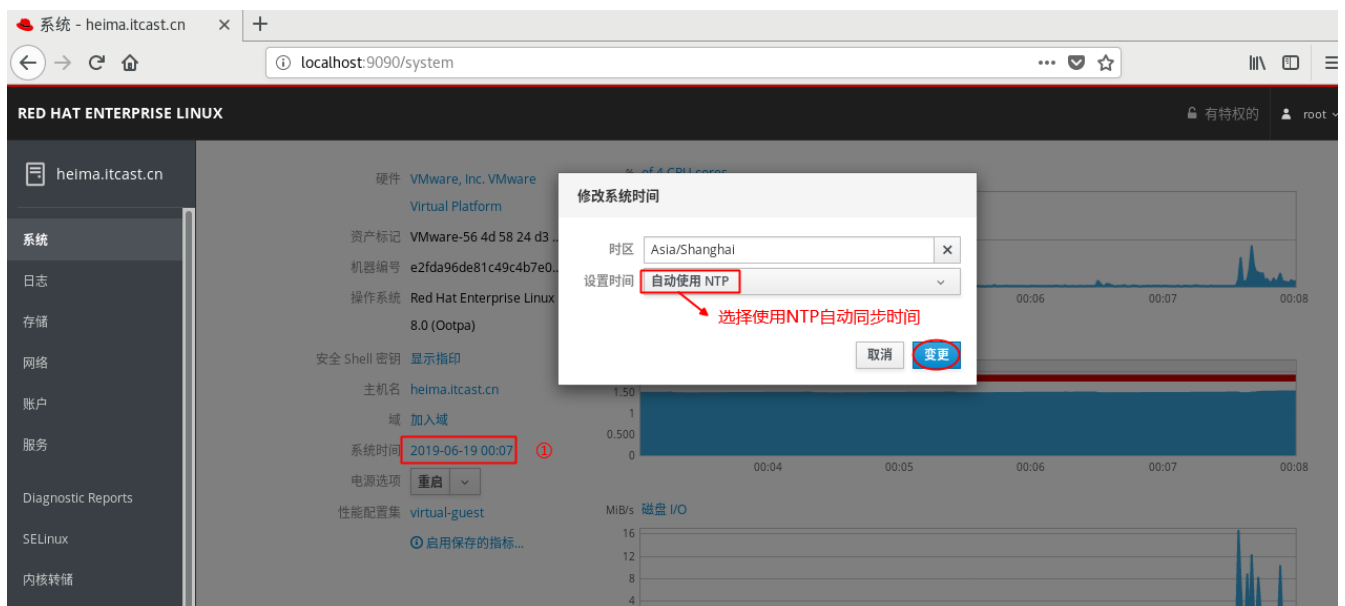 系统 - heima.itcast.cn
localhost:9090/system
RED HAT ENTERPRISE LINUX
有特权的
root
heima.itcast.cn
系统
日志
存储
网络
账户
服务
Diagnostic Reports
SELinux
内核转储
硬件 VMware, Inc. VMware
Virtual Platform
资产标记 VMware-56 4d 58 24 d3 ...
机器编号 e2fda96de81c49c4b7e0...
操作系统 Red Hat Enterprise Linux
8.0 (Ootpa)
安全 Shell 密钥 显示指印
主机名 heima.itcast.cn
域 加入域
系统时间 2019-06-19 00:07 ①
电源选项 重启
性能配置集 virtual-guest
启用保存的指标...
% of 4 CPU cores
修改系统时间
时区 Asia/Shanghai
设置时间 自动使用 NTP
选择使用NTP自动同步时间
取消 变更
00:06 00:07 00:08
1.50
1
0.500
0
00:04 00:05 00:06 00:07 00:08
MiB/s 磁盘 I/O
16
12
8
4